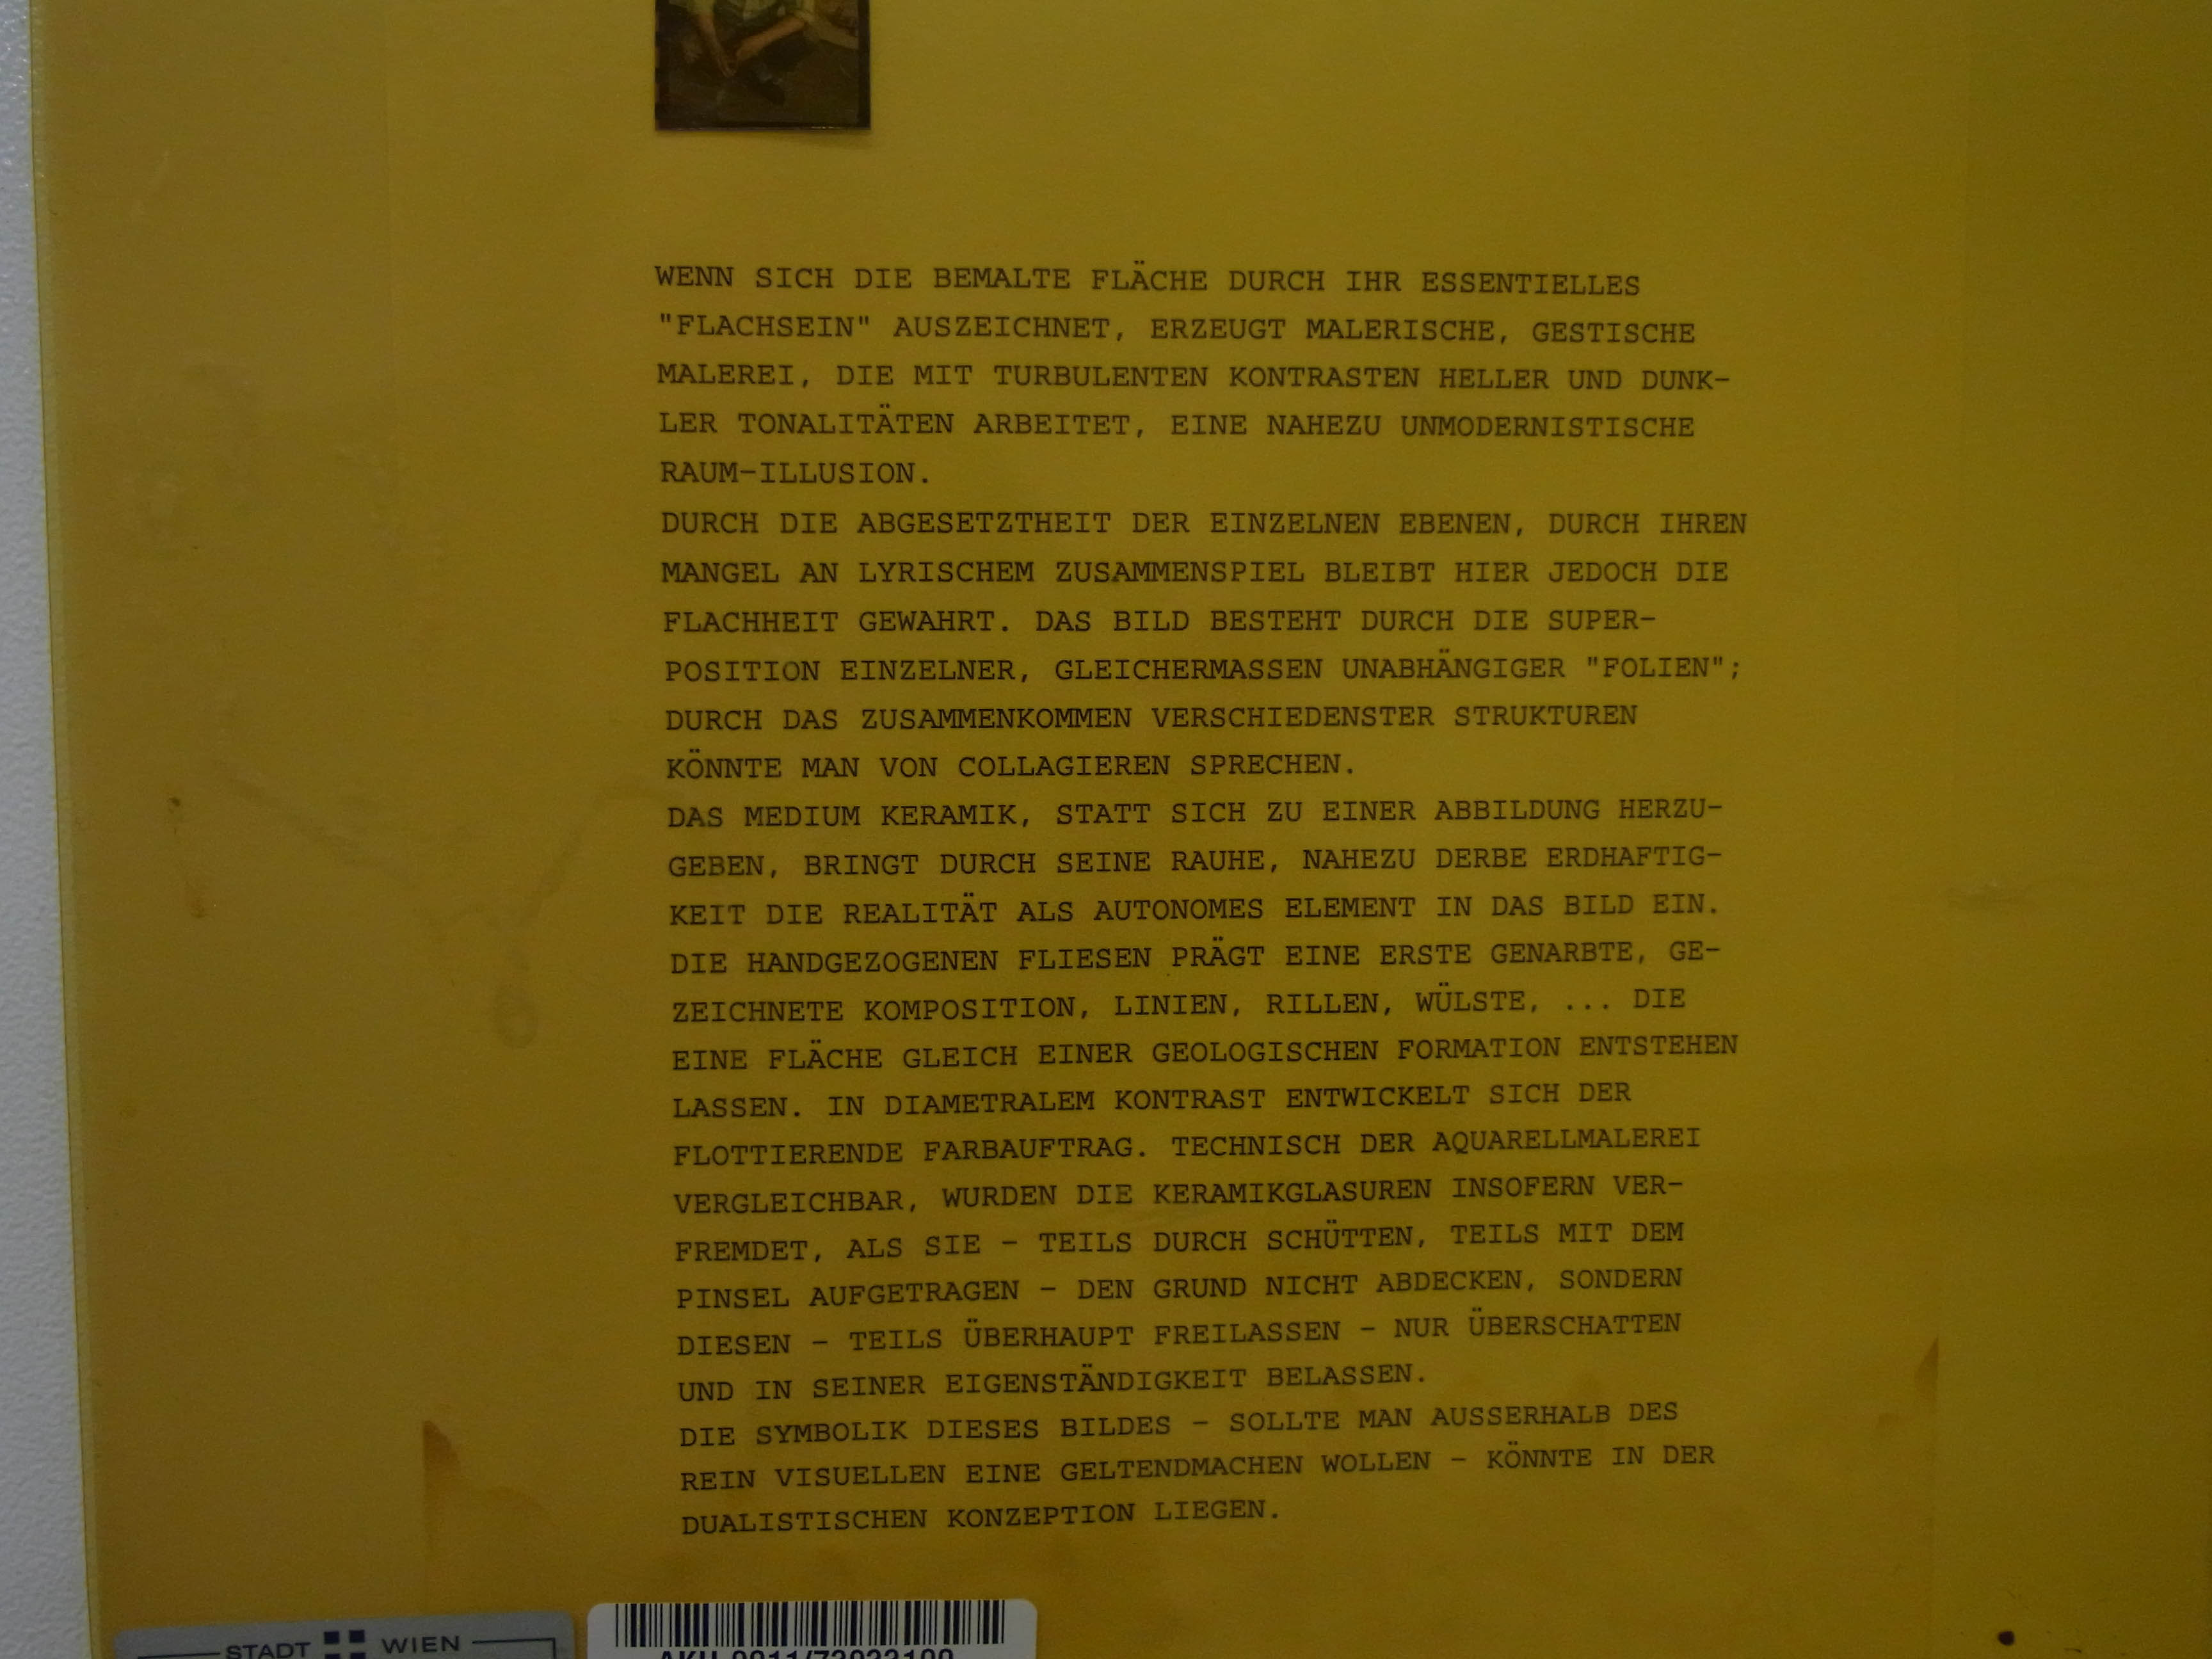 WENN SICH DIE BEMALTE FLÄCHE DURCH IHR ESSENTIELLES
"FLACHSEIN" AUSZEICHNET, ERZEUGT MALERISCHE, GESTISCHE
MALEREI, DIE MIT TURBULENTEN KONTRASTEN HELLER UND DUNK-
LER TONALITÄTEN ARBEITET, EINE NAHEZU UNMODERNISTISCHE
RAUM-ILLUSION.
DURCH DIE ABGESETZTHEIT DER EINZELNEN EBENEN, DURCH IHREN
MANGEL AN LYRISCHEM ZUSAMMENSPIEL BLEIBT HIER JEDOCH DIE
FLACHHEIT GEWAHRT. DAS BILD BESTEHT DURCH DIE SUPER-
POSITION EINZELNER, GLEICHERMASSEN UNABHÄNGIGER "FOLIEN";
DURCH DAS ZUSAMMENKOMMEN VERSCHIEDENSTER STRUKTUREN
KÖNNTE MAN VON COLLAGIEREN SPRECHEN.
DAS MEDIUM KERAMIK, STATT SICH ZU EINER ABBILDUNG HERZU-
GEBEN, BRINGT DURCH SEINE RAUHE, NAHEZU DERBE ERDHAFTIG-
KEIT DIE REALITÄT ALS AUTONOMES ELEMENT IN DAS BILD EIN.
DIE HANDGEZOGENEN FLIESEN PRÄGT EINE ERSTE GENARBTE, GE-
ZEICHNETE KOMPOSITION, LINIEN, RILLEN, WÜLSTE, ... DIE
EINE FLÄCHE GLEICH EINER GEOLOGISCHEN FORMATION ENTSTEHEN
LASSEN. IN DIAMETRALEM KONTRAST ENTWICKELT SICH DER
FLOTTIERENDE FARBAUFTRAG. TECHNISCH DER AQUARELLMALEREI
VERGLEICHBAR, WURDEN DIE KERAMIKGLASUREN INSOFERN VER-
FREMDET, ALS SIE - TEILS DURCH SCHÜTTEN, TEILS MIT DEM
PINSEL AUFGETRAGEN - DEN GRUND NICHT ABDECKEN, SONDERN
DIESEN - TEILS ÜBERHAUPT FREILASSEN - NUR ÜBERSCHATTEN
UND IN SEINER EIGENSTÄNDIGKEIT BELASSEN.
DIE SYMBOLIK DIESES BILDES - SOLLTE MAN AUSSERHALB DES
REIN VISUELLEN EINE GELTENDMACHEN WOLLEN - KÖNNTE IN DER
DUALISTISCHEN KONZEPTION LIEGEN.
STADT WIEN